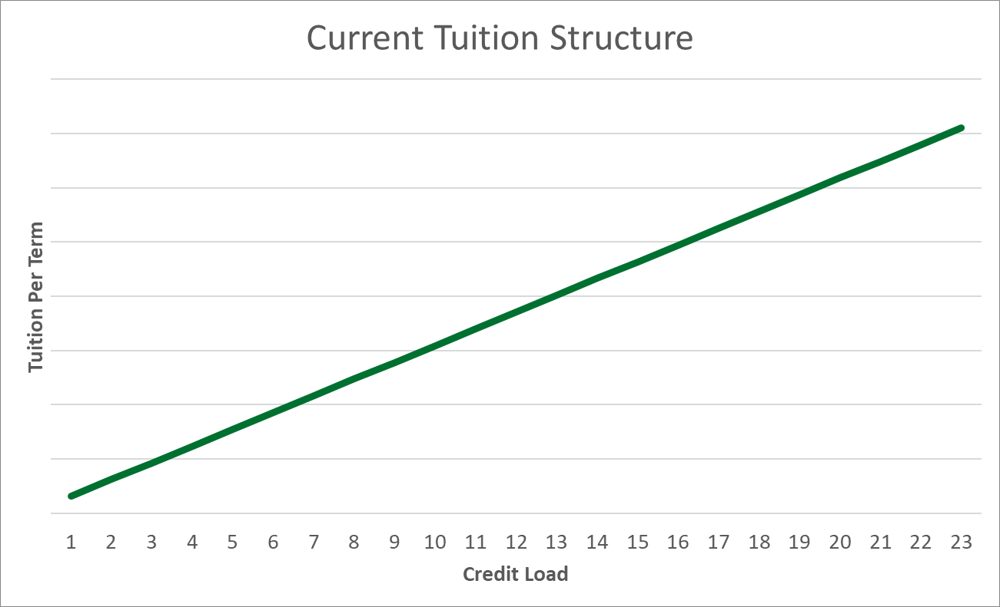 Current Tuition Structure
Tuition Per Term
1 2 3 4 5 6 7 8 9 10 11 12 13 14 15 16 17 18 19 20 21 22 23
Credit Load